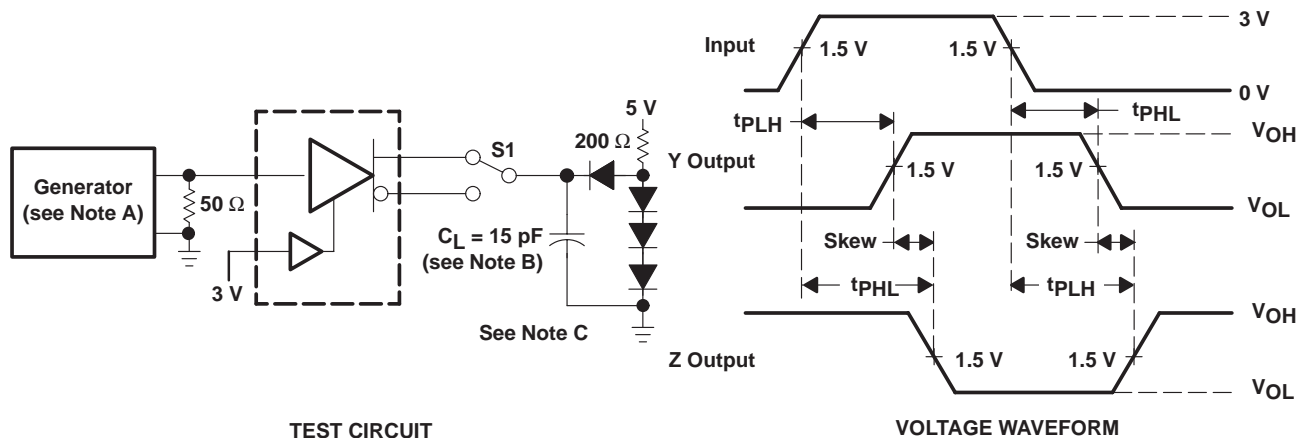 Generator
(see Note A)
50 Ω
3 V
S1
5 V
200 Ω
CL = 15 pF
(see Note B)
See Note C
TEST CIRCUIT
Input
1.5 V
1.5 V
3 V
0 V
tPLH
tPHL
Y Output
1.5 V
1.5 V
VOH
VOL
Skew
Skew
tPHL
tPLH
Z Output
1.5 V
1.5 V
VOH
VOL
VOLTAGE WAVEFORM